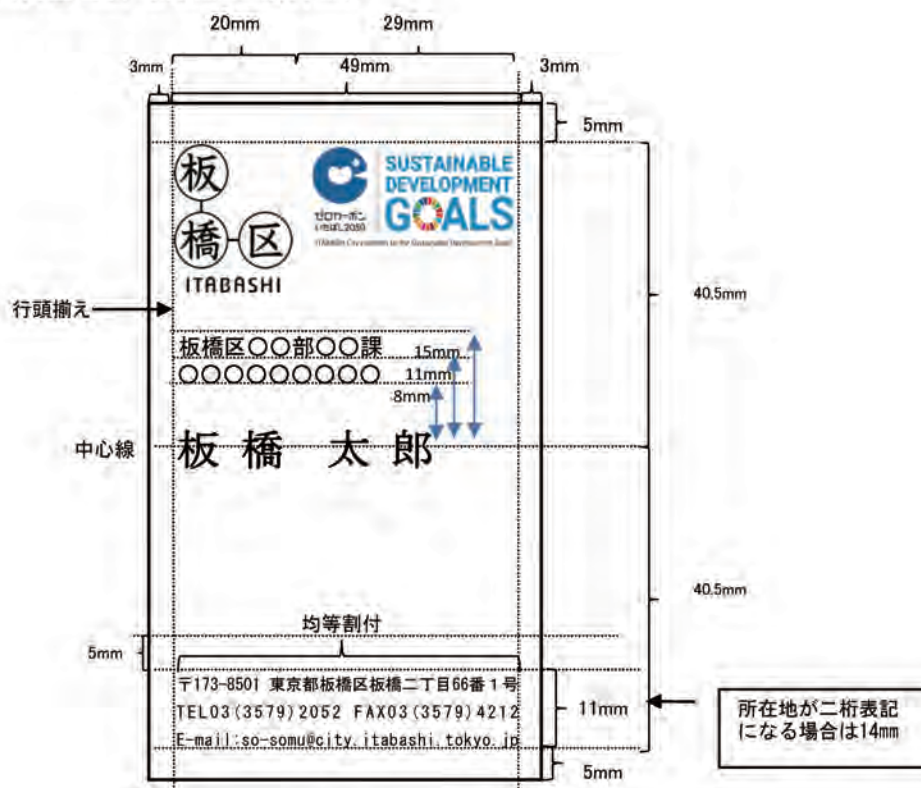 20mm 29mm
3mm 49mm 3mm
5mm
板
橋 区
ITABASHI
ゼロカーボン
いたばし2050
SUSTAINABLE
DEVELOPMENT
GOALS
40.5mm
行頭揃え
板橋区〇〇部〇〇課 15mm
〇〇〇〇〇〇〇〇〇 11mm
8mm
中心線
板橋 太郎
40.5mm
均等割付
5mm
〒173-8501 東京都板橋区板橋二丁目66番1号
TEL03(3579)2052 FAX03(3579)4212
E-mail:so-somu@city.itabashi.tokyo.jp
11mm
所在地が二桁表記
になる場合は14mm
5mm